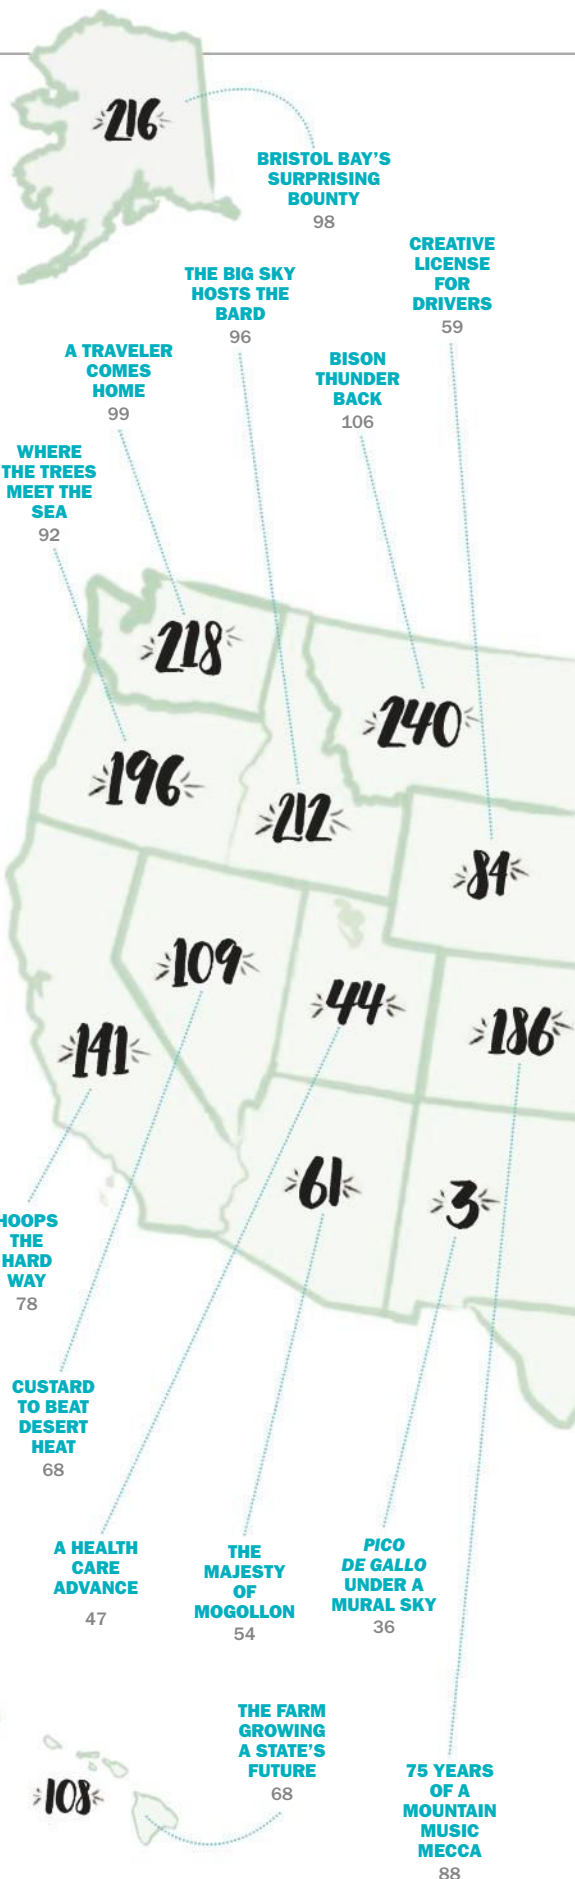 216
BRISTOL BAY'S
SURPRISING
BOUNTY
98
CREATIVE
LICENSE
FOR
DRIVERS
59
THE BIG SKY
HOSTS THE
BARD
96
A TRAVELER
COMES
HOME
99
BISON
THUNDER
BACK
106
WHERE
THE TREES
MEET THE
SEA
92
218
240
196
212
84
109
44
186
141
61
3
HOOPS
THE
HARD
WAY
78
CUSTARD
TO BEAT
DESERT
HEAT
68
A HEALTH
CARE
ADVANCE
47
THE
MAJESTY
OF
MOGOLLON
54
PICO
DE GALLO
UNDER A
MURAL SKY
36
THE FARM
GROWING
A STATE'S
FUTURE
68
108
75 YEARS
OF A
MOUNTAIN
MUSIC
MECCA
88